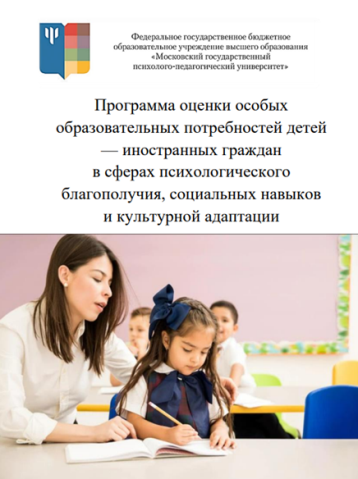 Федеральное государственное бюджетное
образовательное учреждение высшего образования
«Московский государственный
психолого-педагогический университет»
Программа оценки особых
образовательных потребностей детей
— иностранных граждан
в сферах психологического
благополучия, социальных навыков
и культурной адаптации